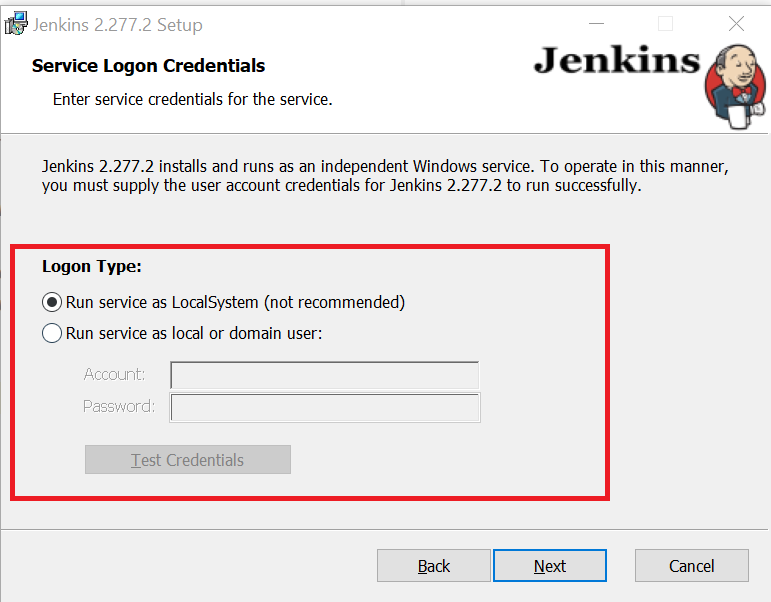 Jenkins 2.277.2 Setup
Service Logon Credentials
Jenkins
Enter service credentials for the service.
Jenkins 2.277.2 installs and runs as an independent Windows service. To operate in this manner,
you must supply the user account credentials for Jenkins 2.277.2 to run successfully.
Logon Type:
Run service as LocalSystem (not recommended)
Run service as local or domain user:
Account:
Password:
Test Credentials
Back
Next
Cancel